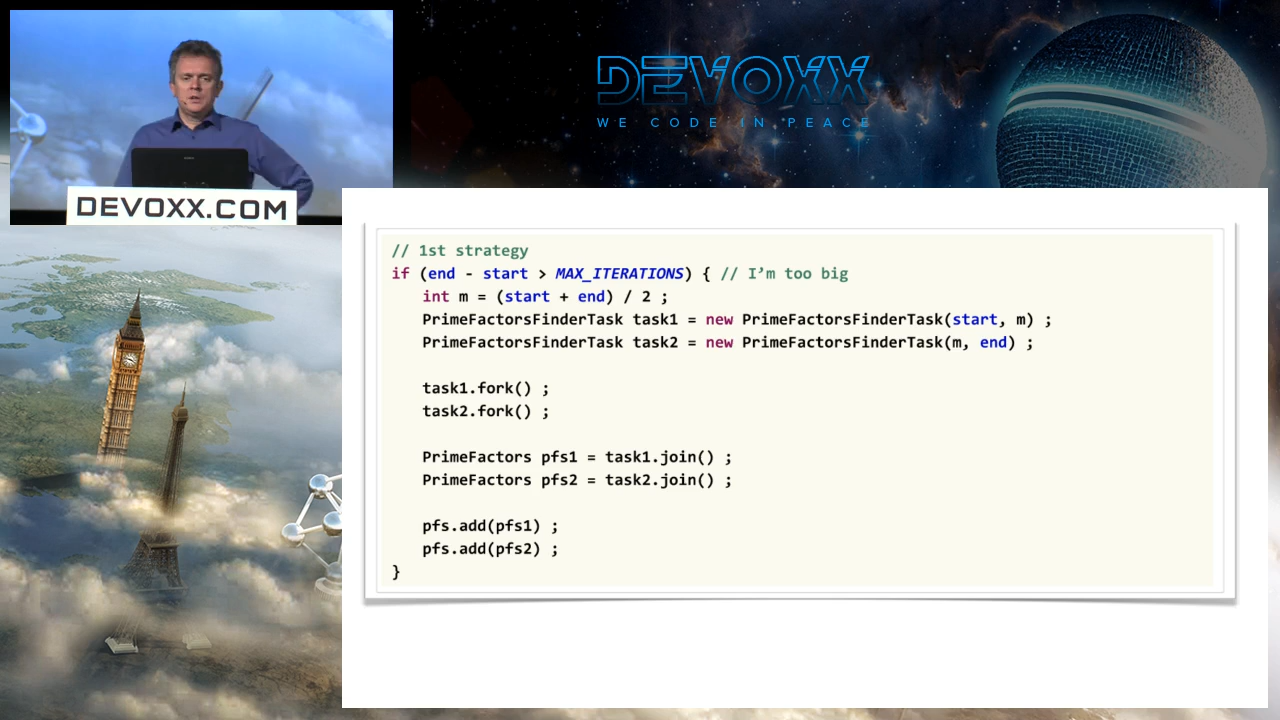 DEVOXX
WE CODE IN PEACE
DEVOXX.COM
// 1st strategy
if (end - start > MAX_ITERATIONS) { // I’m too big
int m = (start + end) / 2 ;
PrimeFactorsFinderTask task1 = new PrimeFactorsFinderTask(start, m) ;
PrimeFactorsFinderTask task2 = new PrimeFactorsFinderTask(m, end) ;
task1.fork() ;
task2.fork() ;
PrimeFactors pfs1 = task1.join() ;
PrimeFactors pfs2 = task2.join() ;
pfs.add(pfs1) ;
pfs.add(pfs2) ;
}